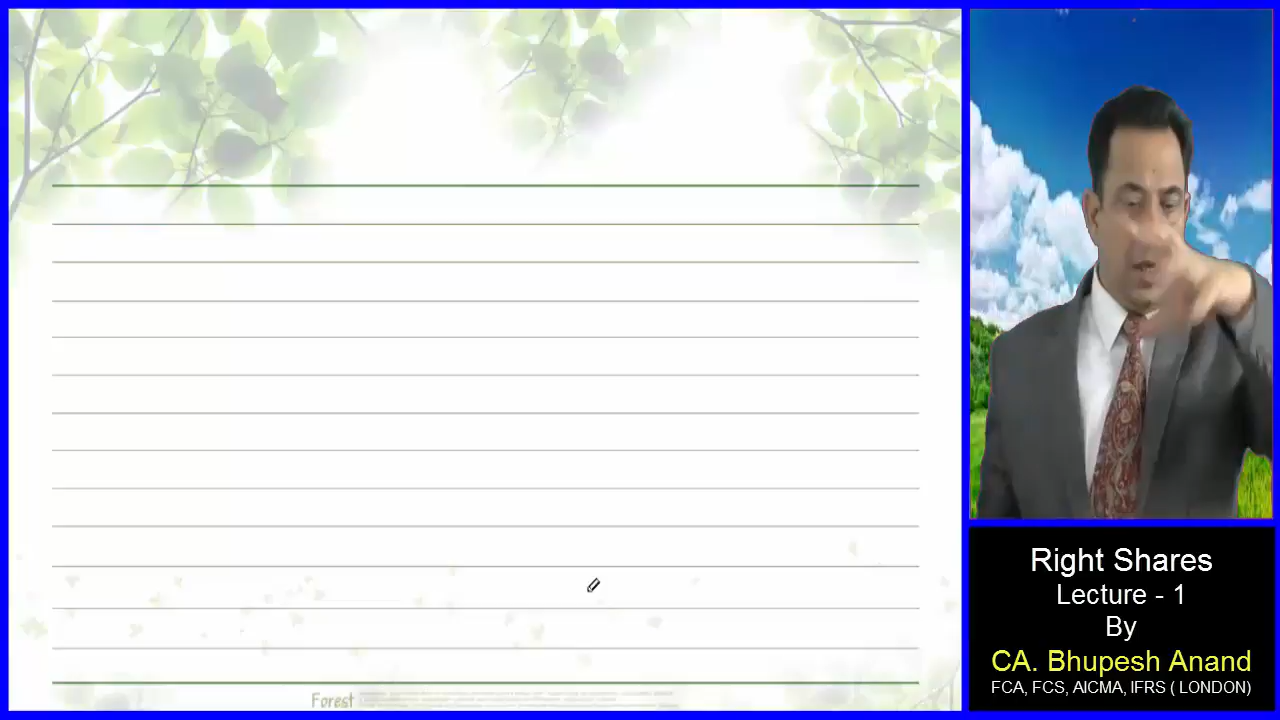 Forest
Right Shares
Lecture - 1
By
CA. Bhupesh Anand
FCA, FCS, AICMA, IFRS ( LONDON)